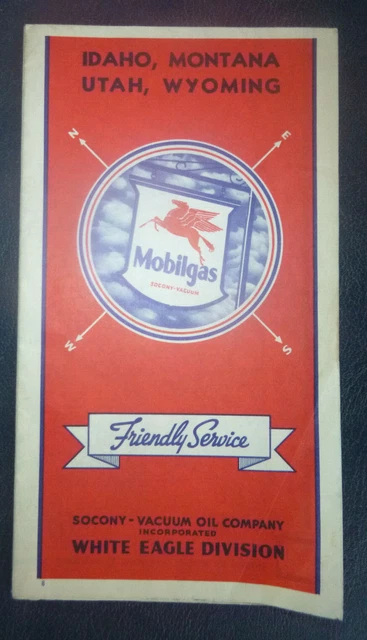 IDAHO, MONTANA
UTAH, WYOMING
N
E
Mobilgas
SOCONY-VACUUM
W
S
Friendly Service
SOCONY-VACUUM OIL COMPANY
INCORPORATED
WHITE EAGLE DIVISION